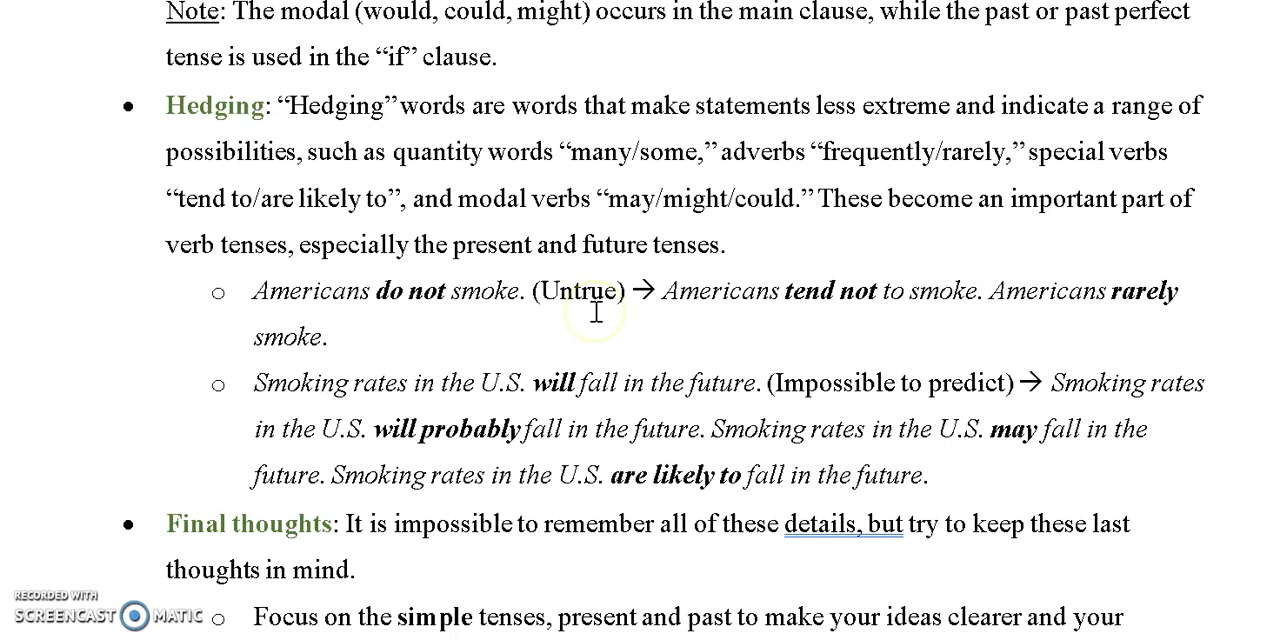 Note: The modal (would, could, might) occurs in the main clause, while the past or past perfect
tense is used in the “if” clause.
• Hedging: “Hedging” words are words that make statements less extreme and indicate a range of
possibilities, such as quantity words “many/some,” adverbs “frequently/rarely,” special verbs
“tend to/are likely to”, and modal verbs “may/might/could.” These become an important part of
verb tenses, especially the present and future tenses.
o Americans do not smoke. (Untrue) → Americans tend not to smoke. Americans rarely
smoke.
o Smoking rates in the U.S. will fall in the future. (Impossible to predict) → Smoking rates
in the U.S. will probably fall in the future. Smoking rates in the U.S. may fall in the
future. Smoking rates in the U.S. are likely to fall in the future.
• Final thoughts: It is impossible to remember all of these details, but try to keep these last
thoughts in mind.
o Focus on the simple tenses, present and past to make your ideas clearer and your
RECORDED WITH
SCREENCAST MATIC